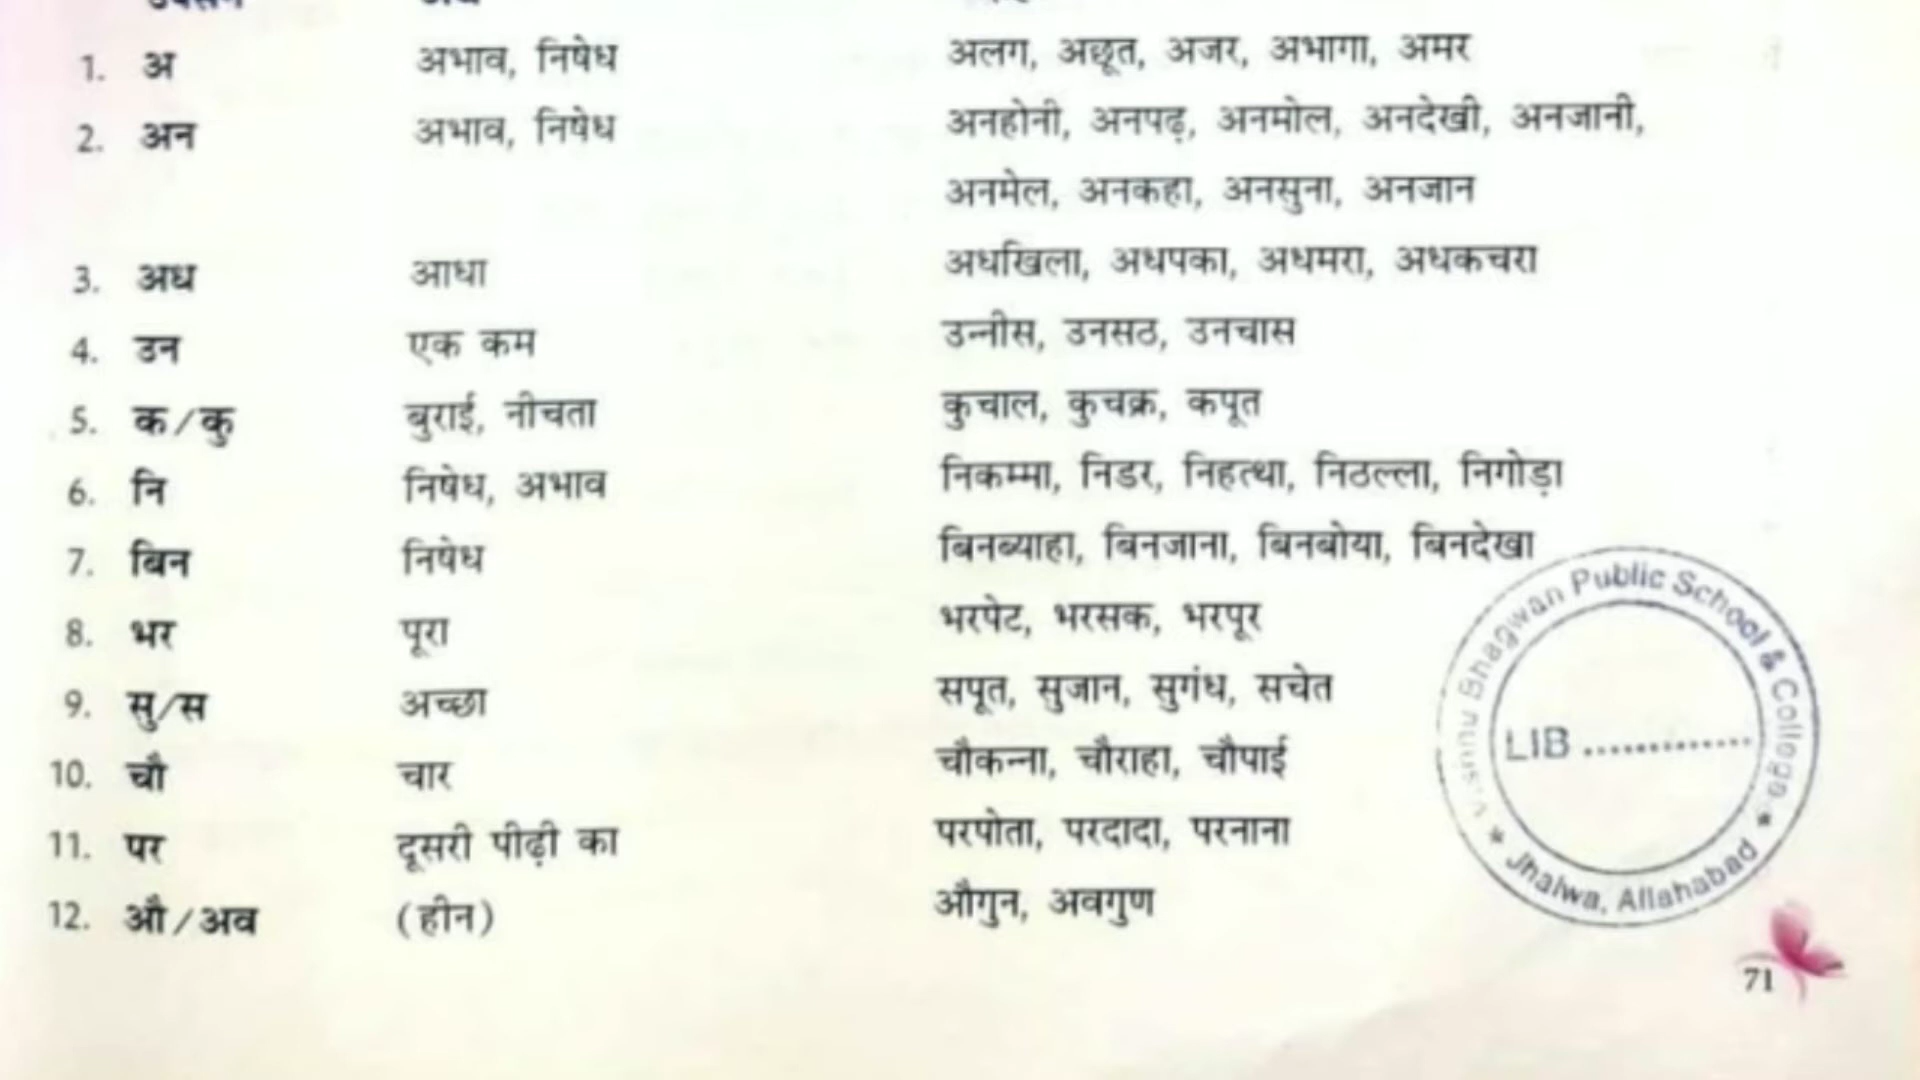 1. अ अभाव, निषेध अलग, अछूत, अजर, अभागा, अमर
2. अन अभाव, निषेध अनहोनी, अनपढ़, अनमोल, अनदेखी, अनजानी,
अनमेल, अनकहा, अनसुना, अनजान
3. अध आधा अधखिला, अधपका, अधमरा, अधकचरा
4. उन एक कम उन्नीस, उनसठ, उनचास
5. क/कु बुराई, नीचता कुचाल, कुचक्र, कपूत
6. नि निषेध, अभाव निकम्मा, निडर, निहत्था, निठल्ला, निगोड़ा
7. बिन निषेध बिनब्याहा, बिनजाना, बिनबोया, बिनदेखा
8. भर पूरा भरपेट, भरसक, भरपूर
9. सु/स अच्छा सपूत, सुजान, सुगंध, सचेत
10. चौ चार चौकन्ना, चौराहा, चौपाई
11. पर दूसरी पीढ़ी का परपोता, परदादा, परनाना
12. औ/अव (हीन) औगुन, अवगुण
Vishnu Bhagwan Public School & College
LIB .............
* Jhalwa, Allahabad *
71